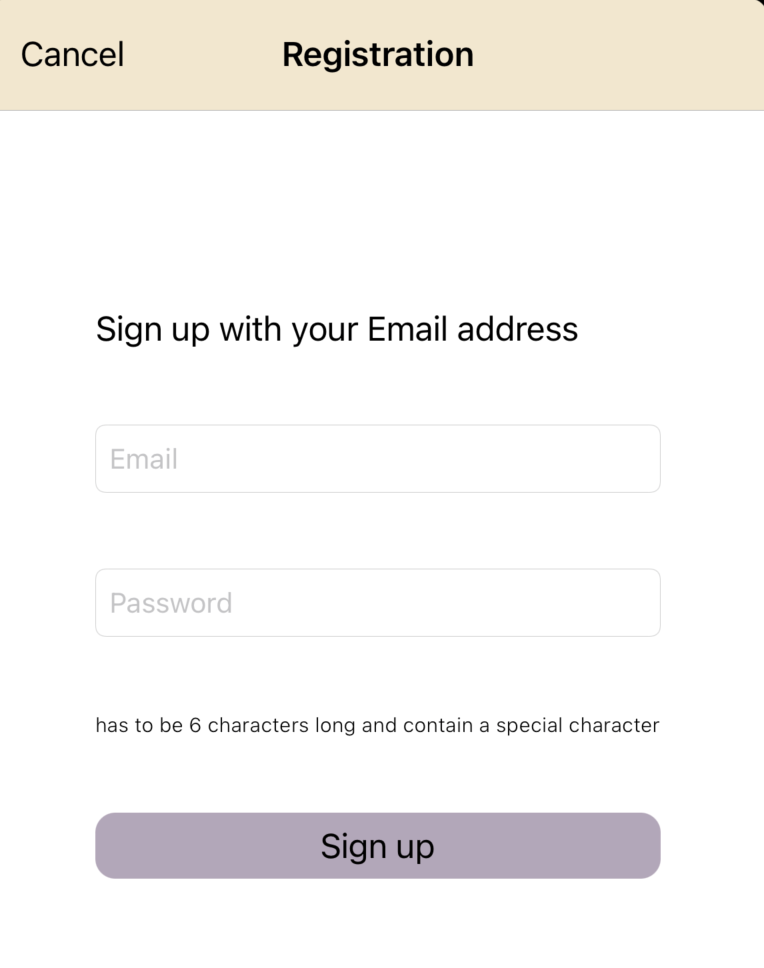 Cancel
Registration
Sign up with your Email address
Email
Password
has to be 6 characters long and contain a special character
Sign up